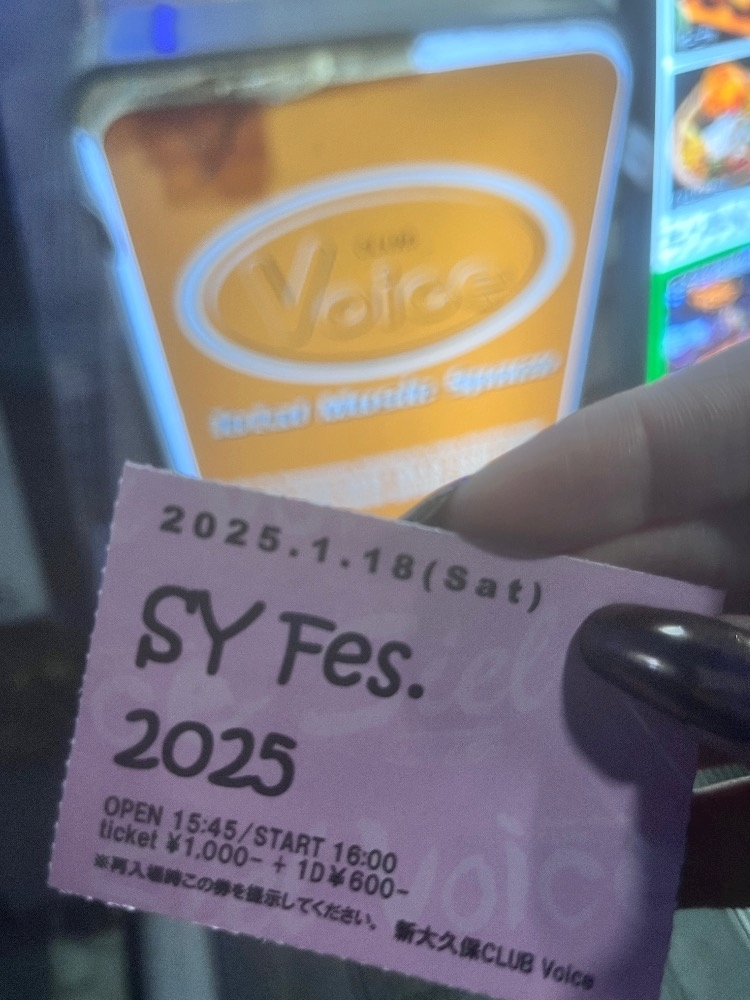 CLUB
Voice
2025.1.18(Sat)
SY Fes.
2025
OPEN 15:45/START 16:00
ticket ¥1,000- + 1D¥600-
※再入場時この券を提示してください。 新大久保CLUB Voice